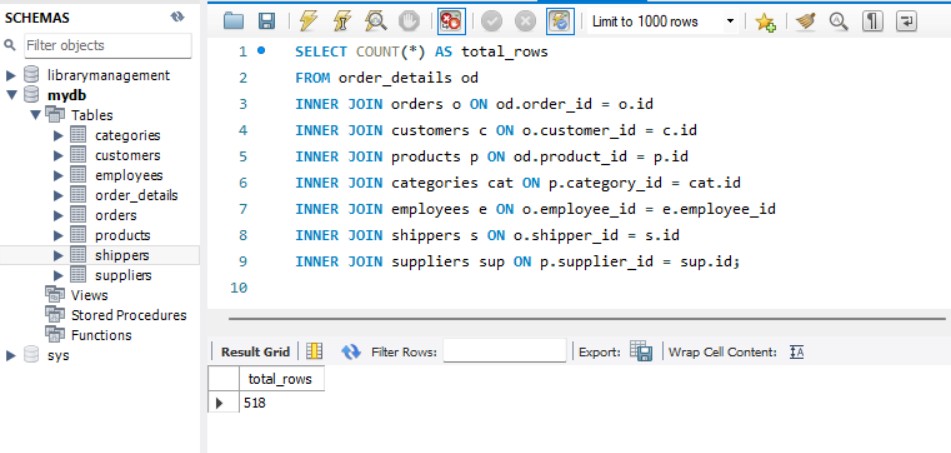 SCHEMAS
Filter objects
librarymanagement
mydb
Tables
categories
customers
employees
order_details
orders
products
shippers
suppliers
Views
Stored Procedures
Functions
sys
Limit to 1000 rows
1 SELECT COUNT(*) AS total_rows
2 FROM order_details od
3 INNER JOIN orders o ON od.order_id = o.id
4 INNER JOIN customers c ON o.customer_id = c.id
5 INNER JOIN products p ON od.product_id = p.id
6 INNER JOIN categories cat ON p.category_id = cat.id
7 INNER JOIN employees e ON o.employee_id = e.employee_id
8 INNER JOIN shippers s ON o.shipper_id = s.id
9 INNER JOIN suppliers sup ON p.supplier_id = sup.id;
10
Result Grid Filter Rows: Export: Wrap Cell Content:
total_rows
518